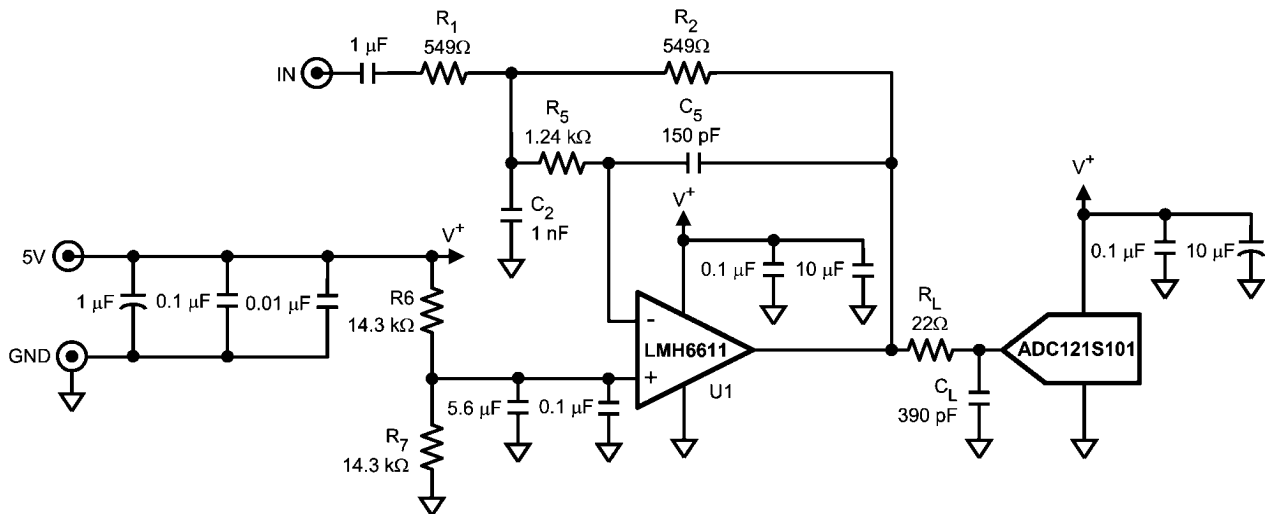 R1
549Ω
R2
549Ω
1 µF
IN
R5
1.24 kΩ
C5
150 pF
C2
1 nF
V+
V+
V+
5V
1 µF
0.1 µF
0.01 µF
GND
R6
14.3 kΩ
R7
14.3 kΩ
5.6 µF
0.1 µF
-
LMH6611
+
U1
0.1 µF
10 µF
RL
22Ω
CL
390 pF
ADC121S101
0.1 µF
10 µF